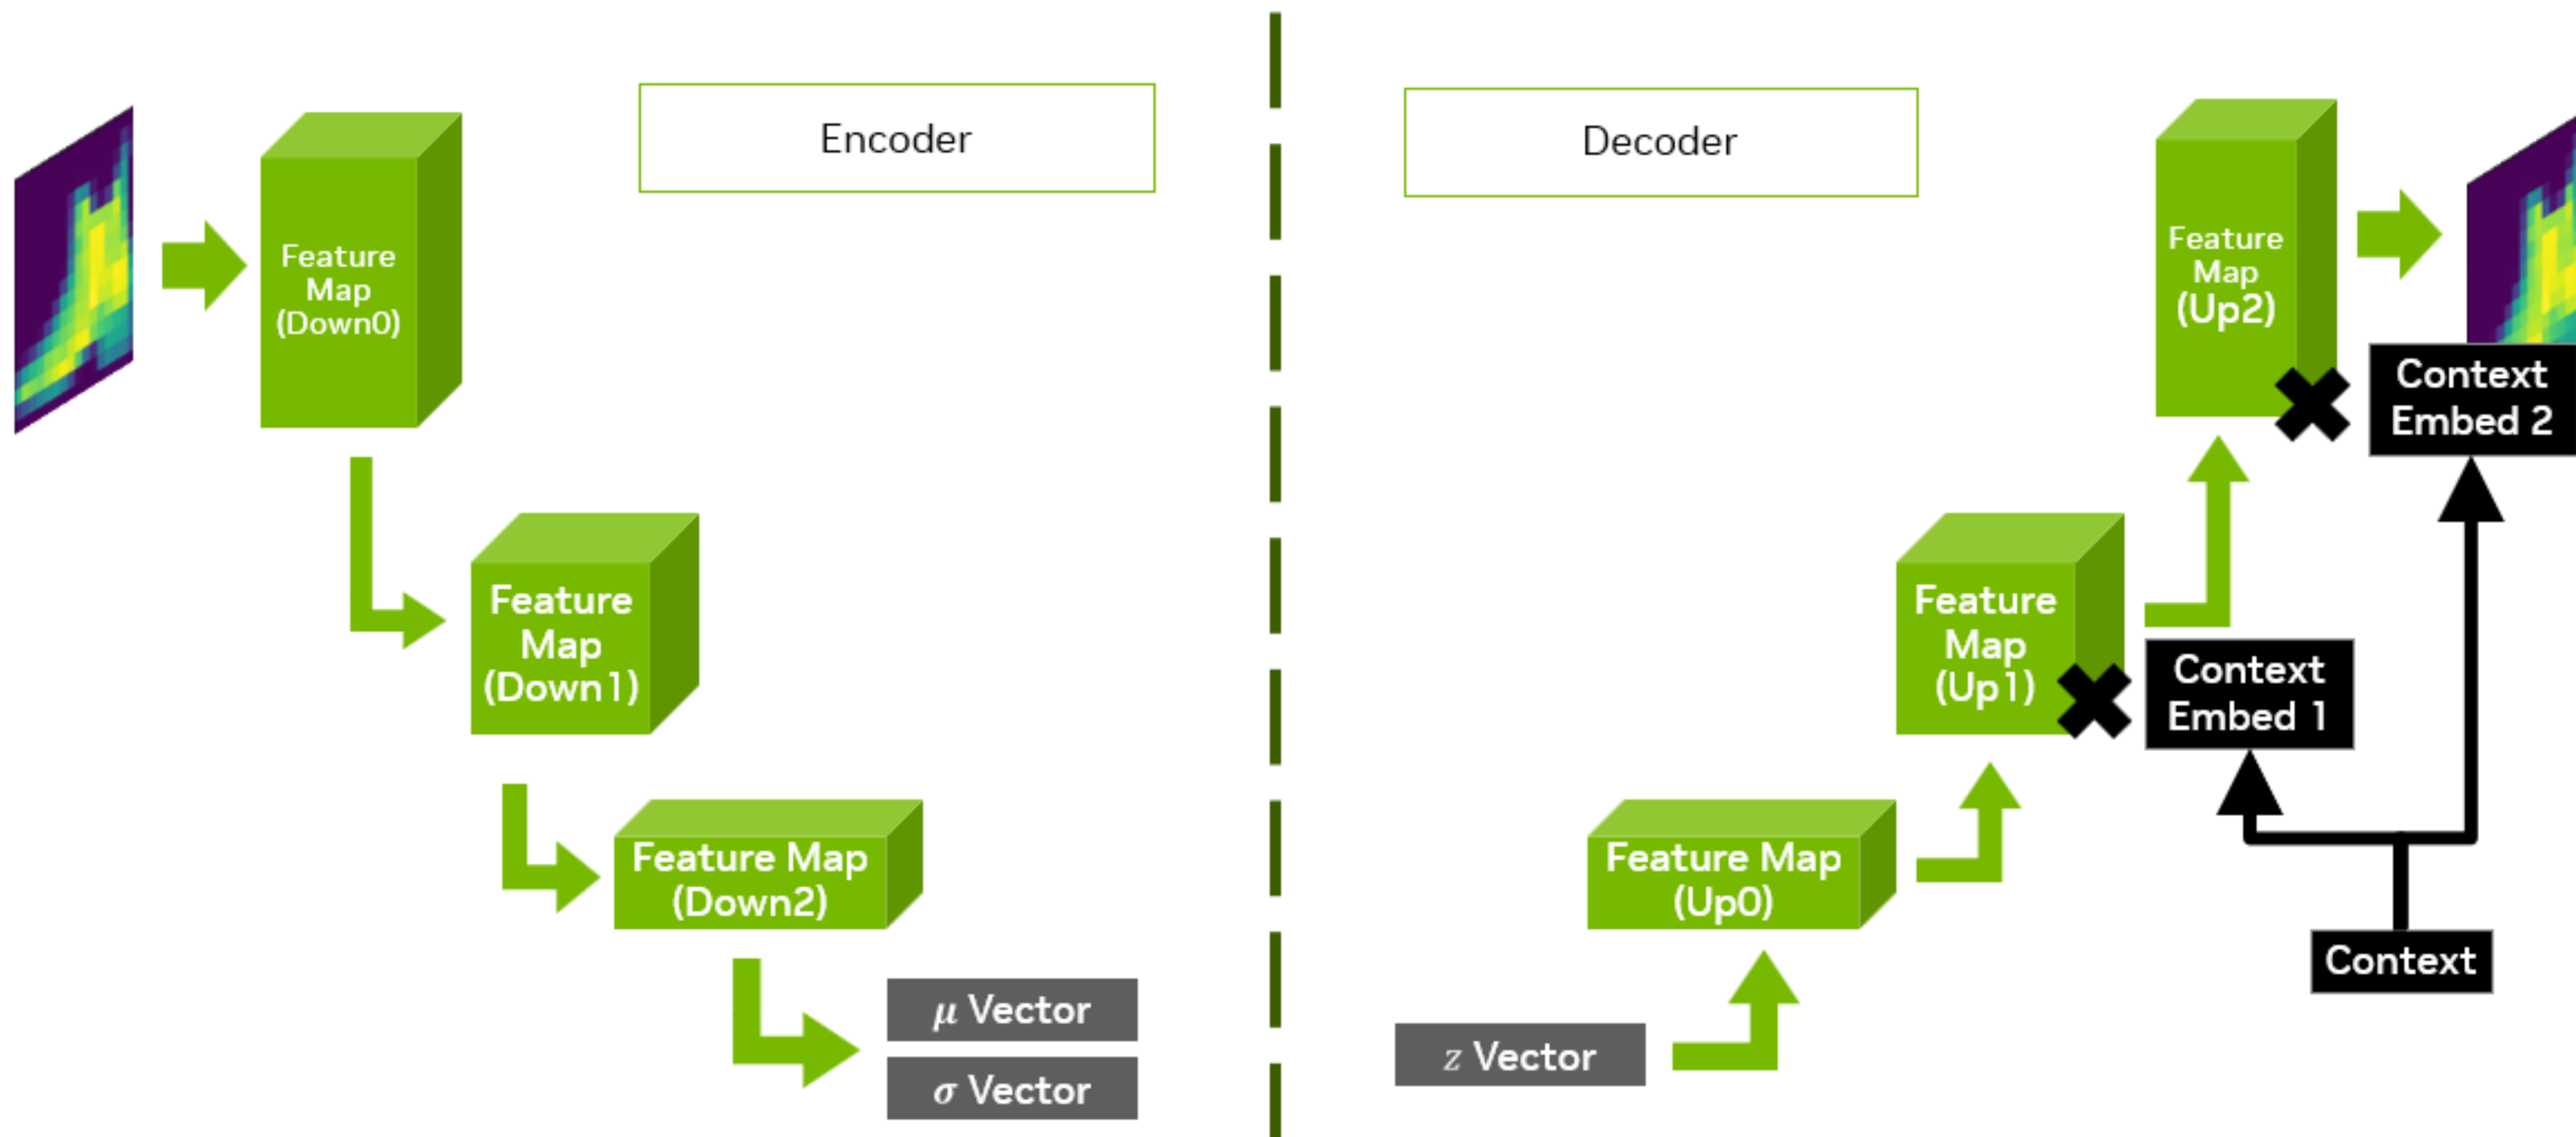 Encoder
Decoder
Feature
Map
(Down0)
Feature
Map
(Down1)
Feature Map
(Down2)
μ Vector
σ Vector
z Vector
Feature Map
(Up0)
Feature
Map
(Up1)
Feature
Map
(Up2)
Context
Embed 2
Context
Embed 1
Context